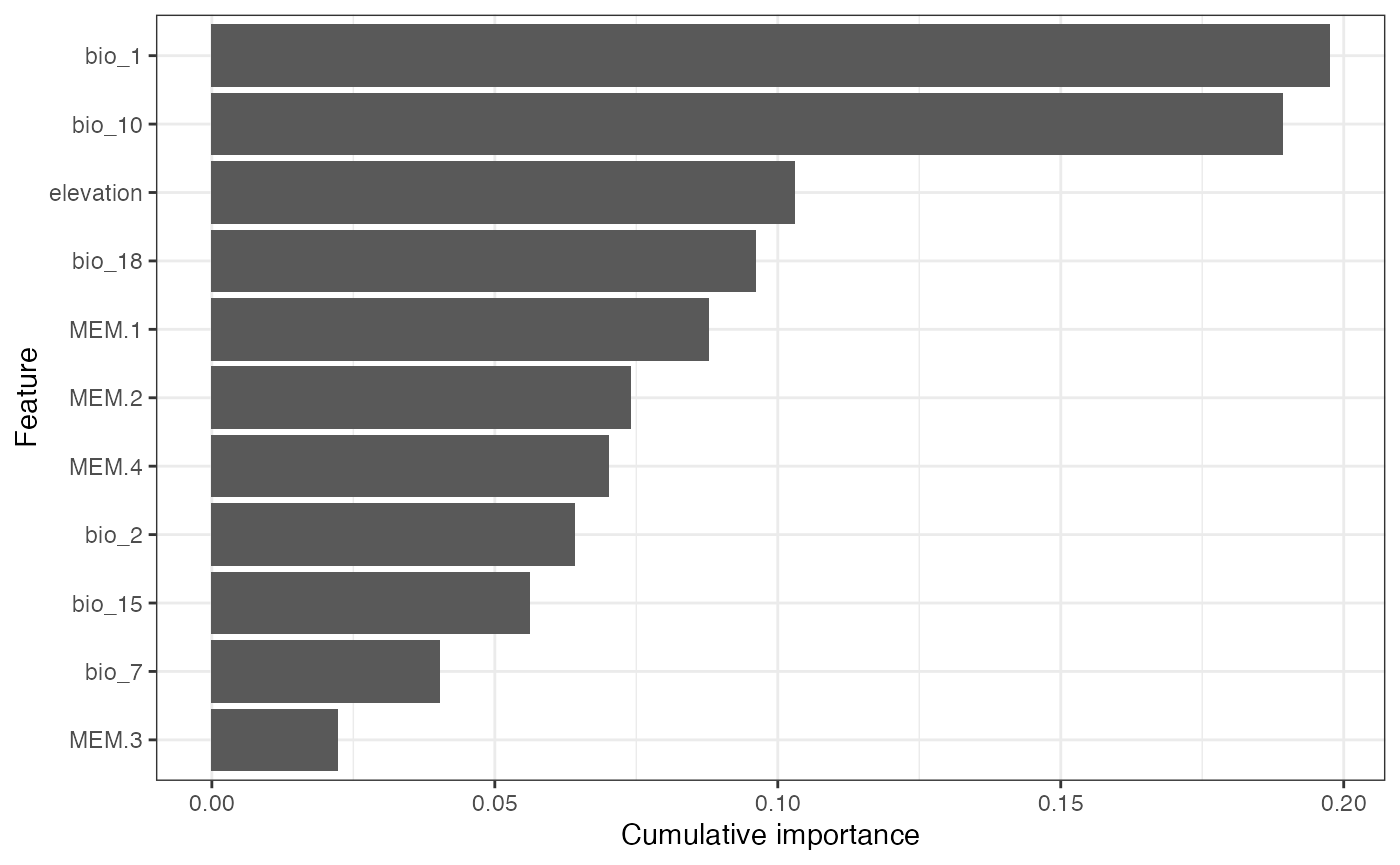 Feature
bio_1
bio_10
elevation
bio_18
MEM.1
MEM.2
MEM.4
bio_2
bio_15
bio_7
MEM.3
0.00 0.05 0.10 0.15 0.20
Cumulative importance